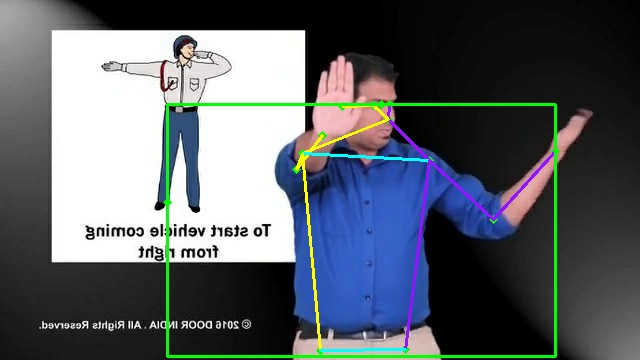 To start vehicle coming
from right
©2016 DOOR INDIA . All Rights Reserved.